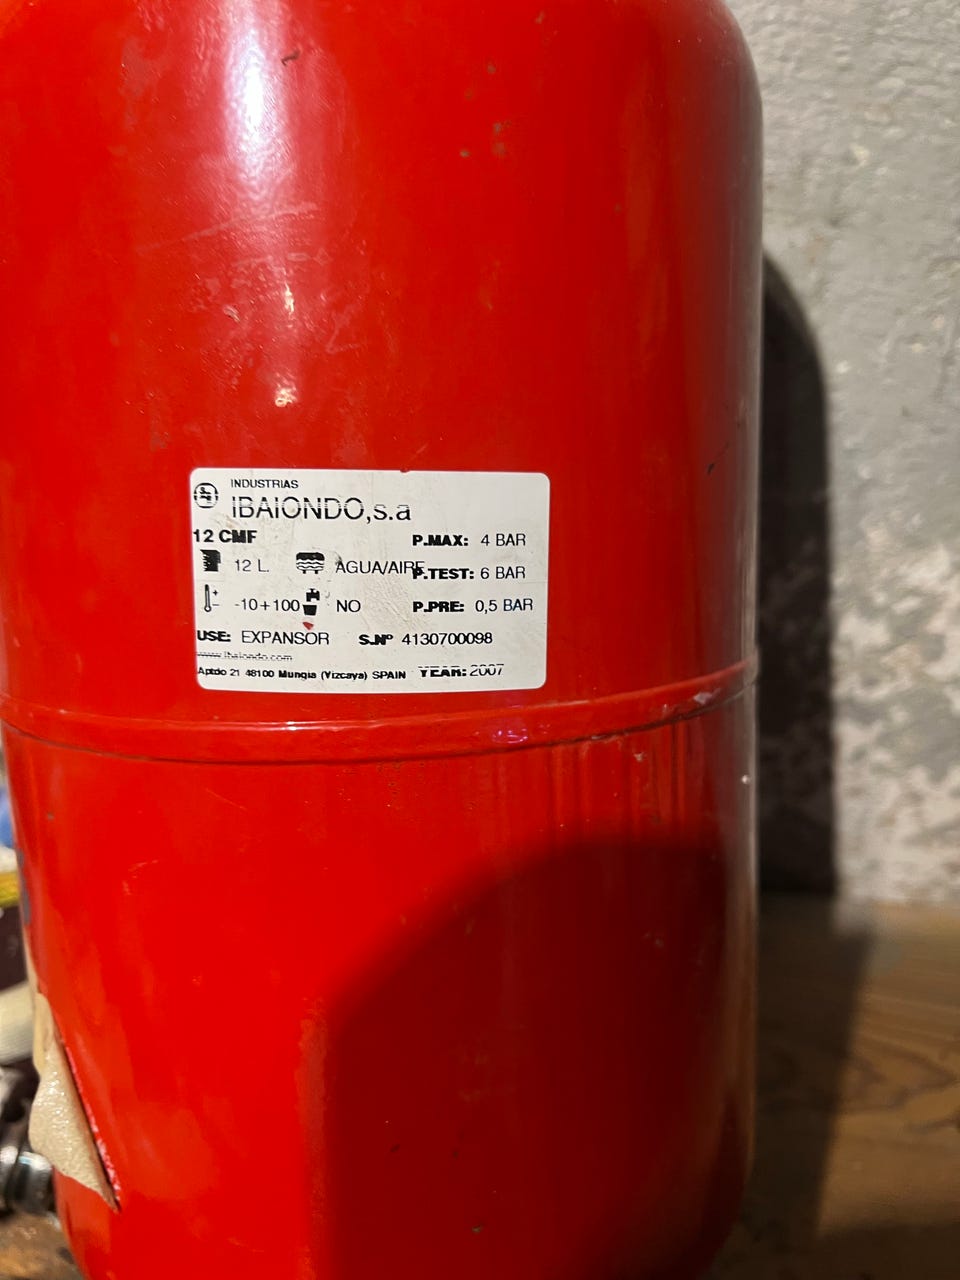 INDUSTRIAS
IBAIONDO,s.a
12 CMF P.MAX: 4 BAR
12 L. AGUA/AIRE P.TEST: 6 BAR
-10+100 NO P.PRE: 0,5 BAR
USE: EXPANSOR S.Nº 4130700098
www.ibaiondo.com
Aptdo 21 48100 Mungia (Vizcaya) SPAIN YEAR: 2007